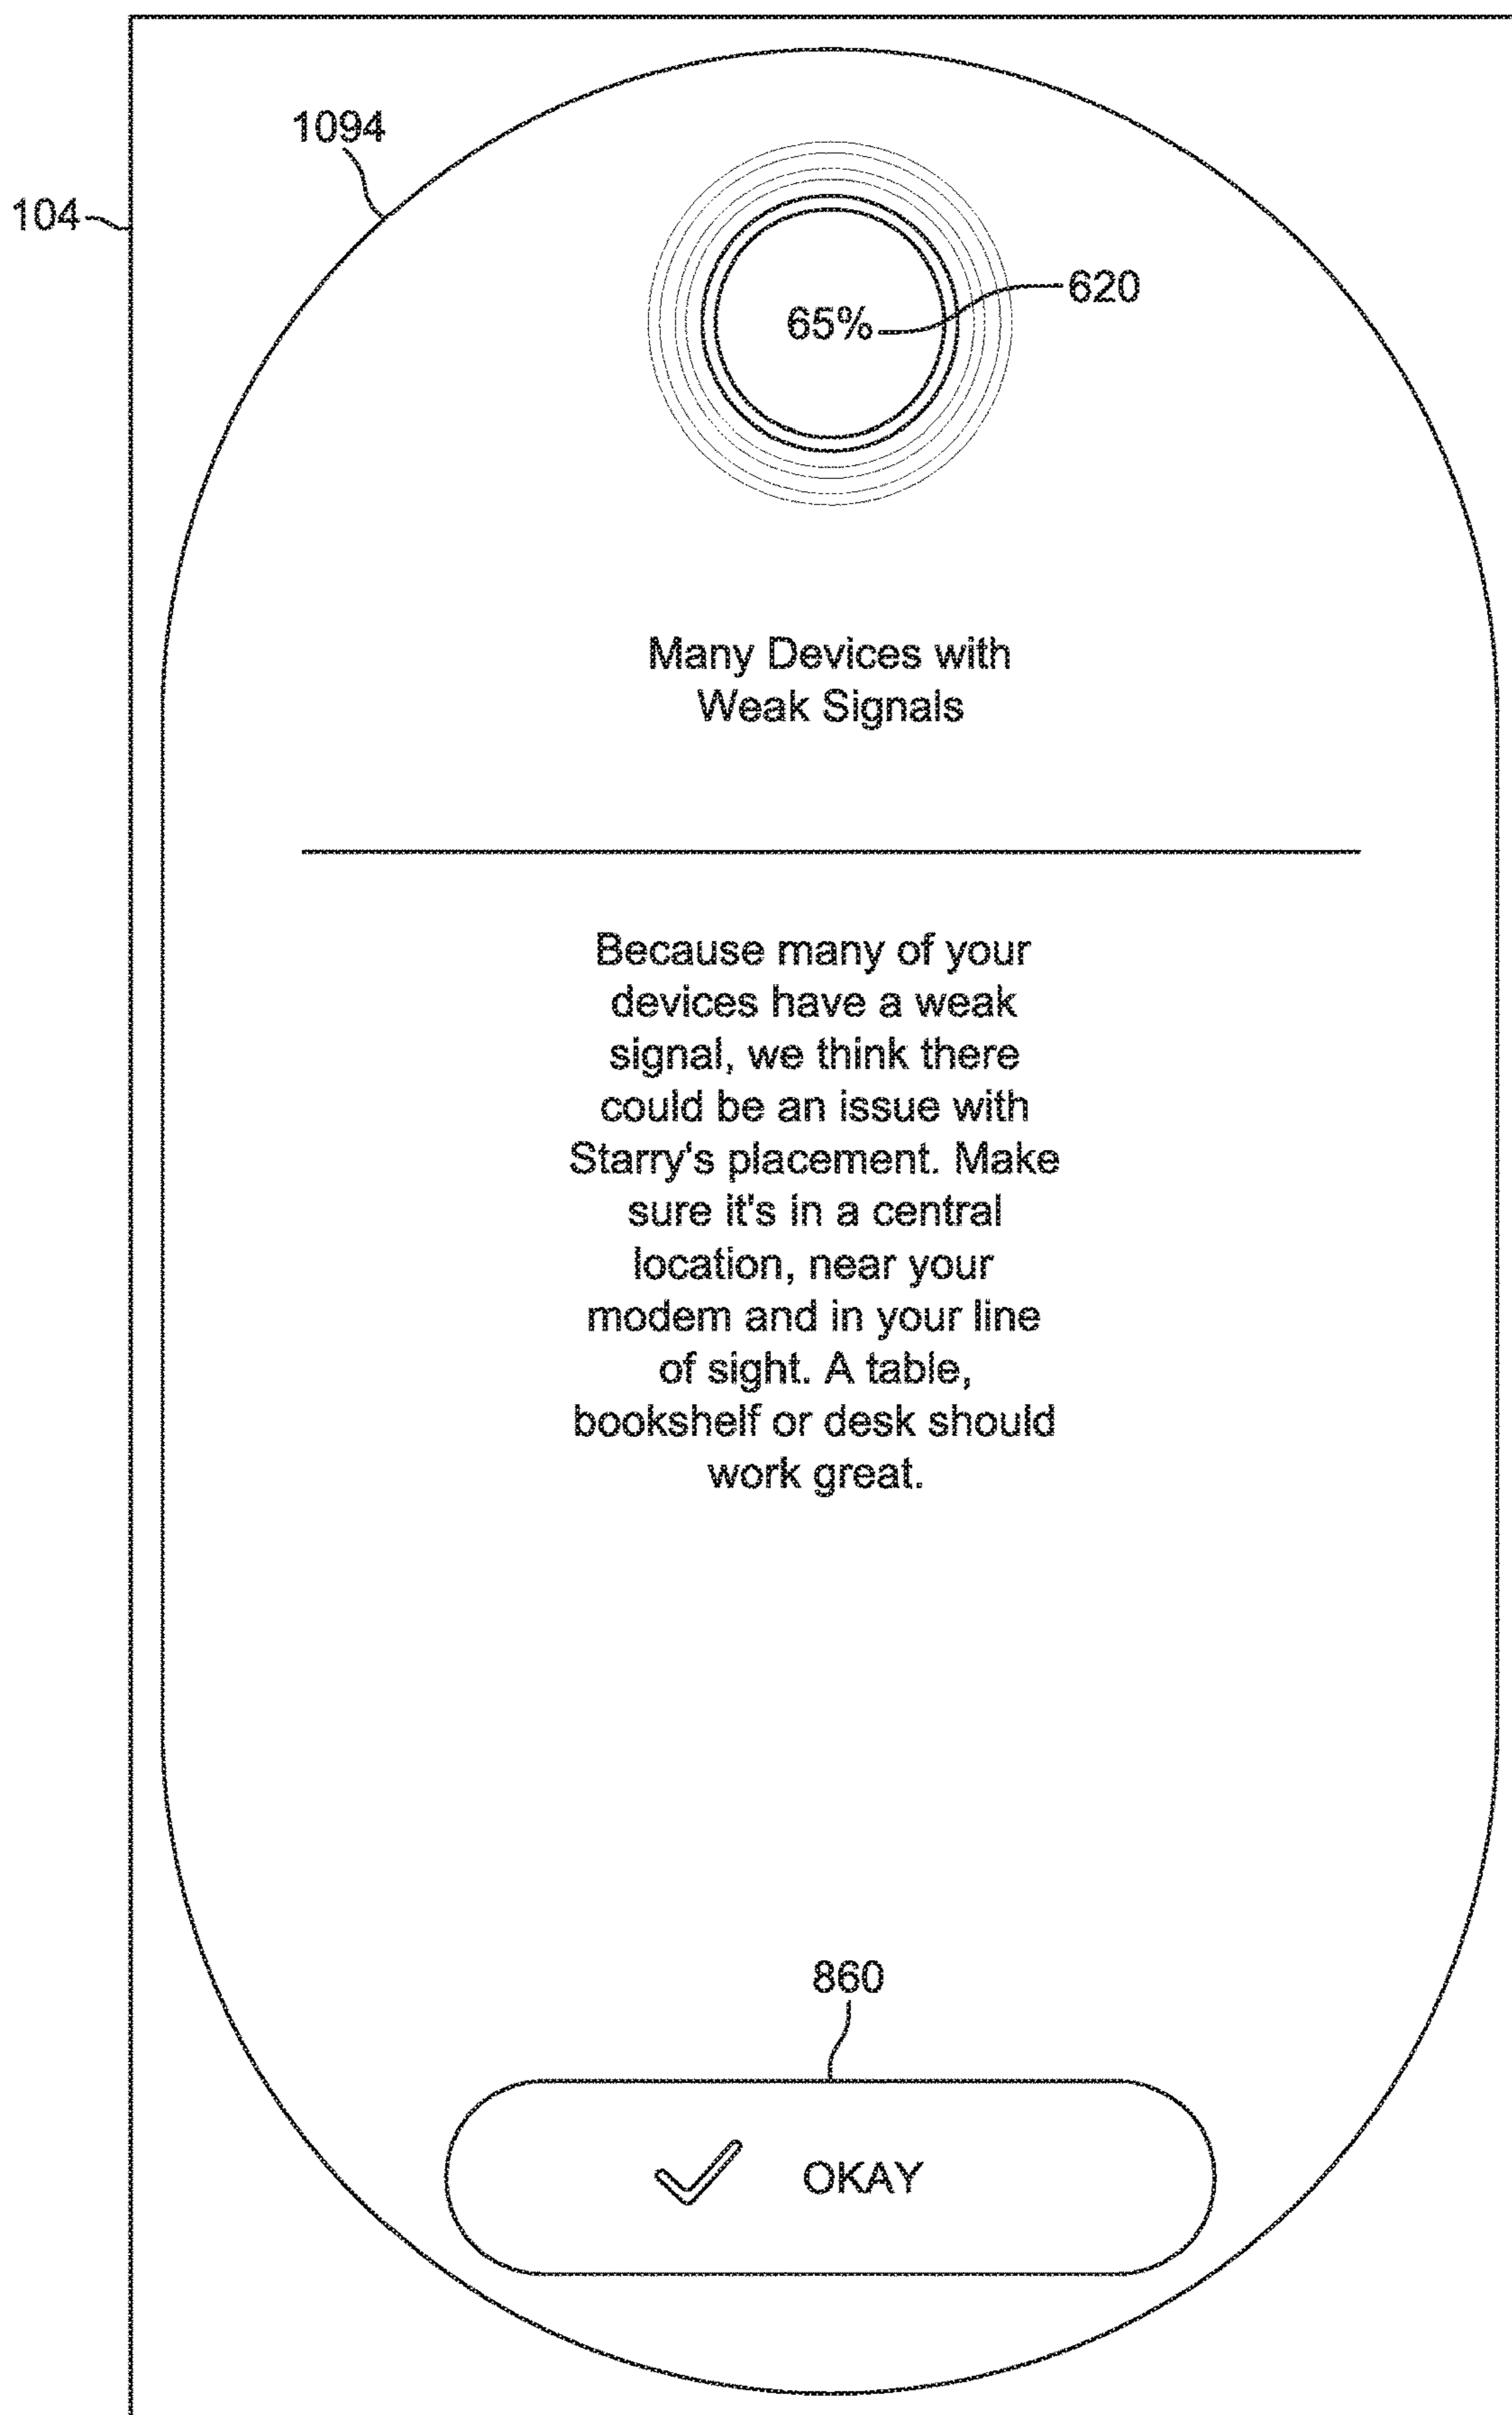 1094
104
620
65%
Many Devices with
Weak Signals
Because many of your
devices have a weak
signal, we think there
could be an issue with
Starry's placement. Make
sure it's in a central
location, near your
modem and in your line
of sight. A table,
bookshelf or desk should
work great.
860
OKAY